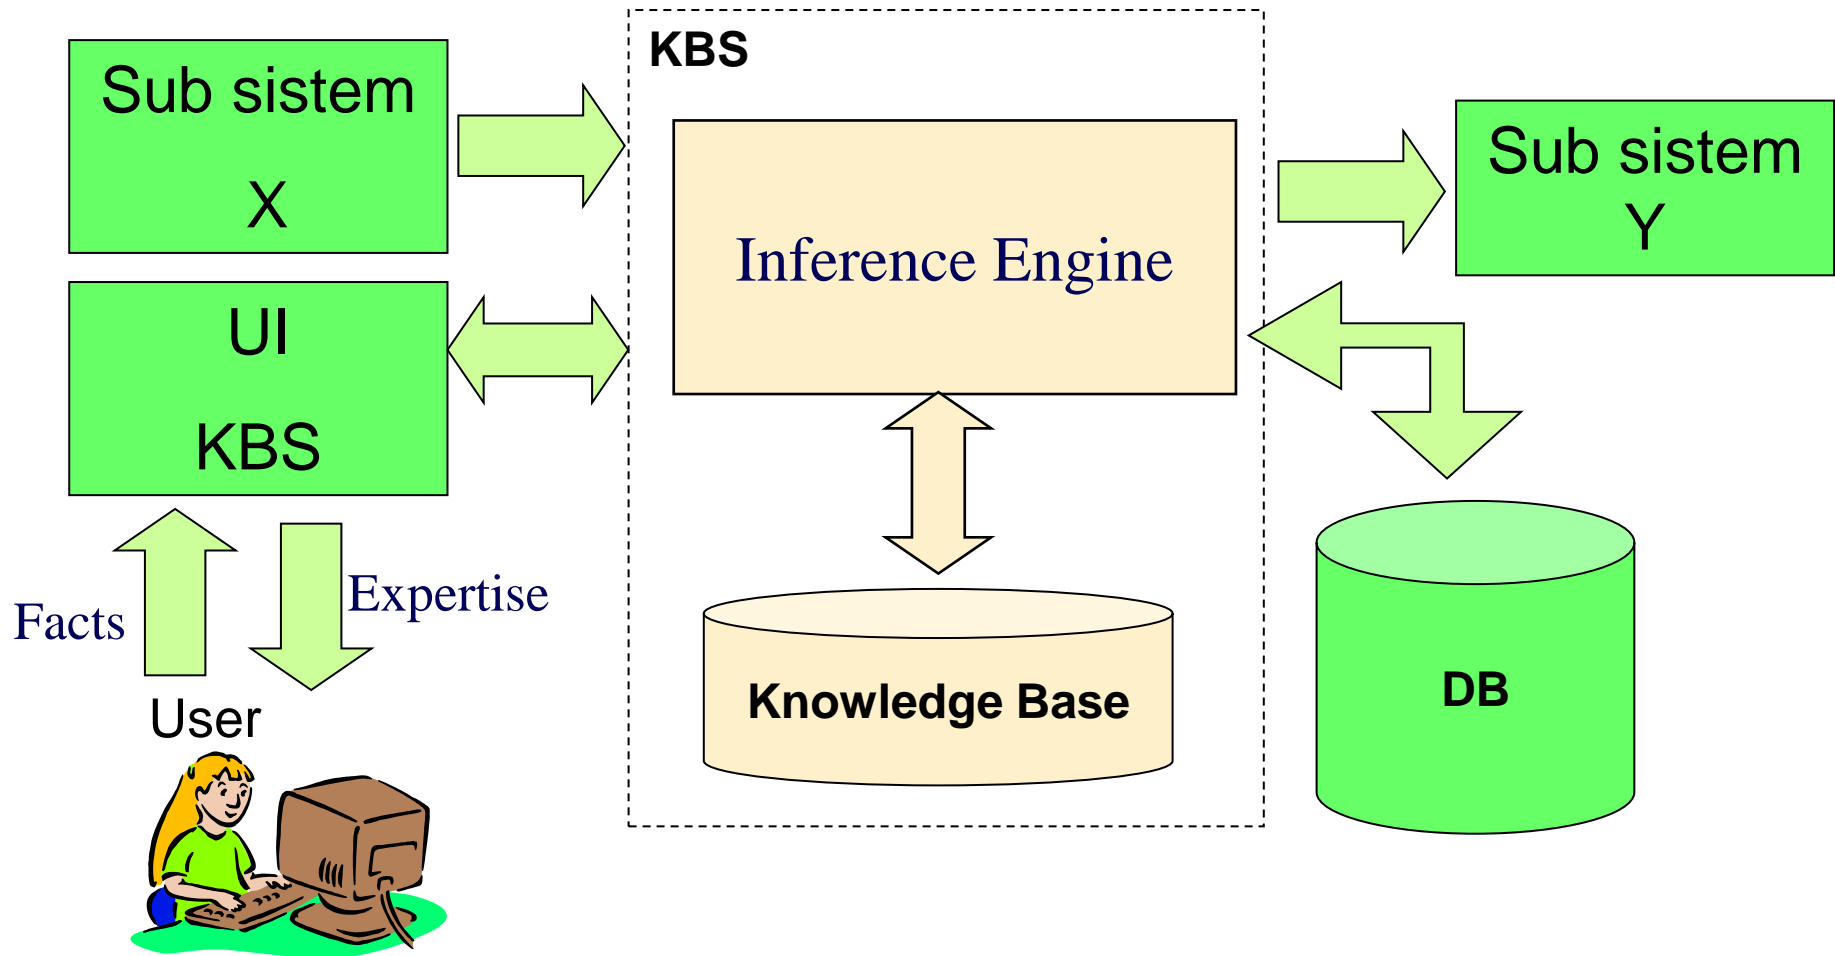 KBS
Sub sistem
X
Inference Engine
Sub sistem
Y
UI
KBS
Facts
Expertise
User
Knowledge Base
DB